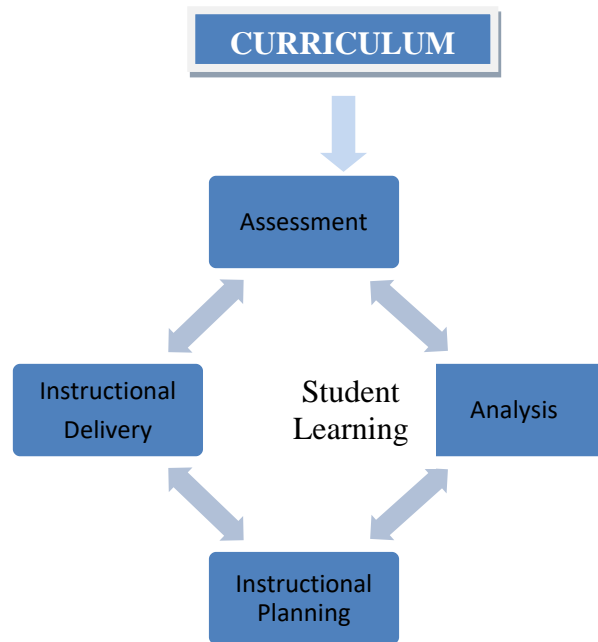 CURRICULUM
Assessment
Instructional
Delivery
Student
Learning
Analysis
Instructional
Planning